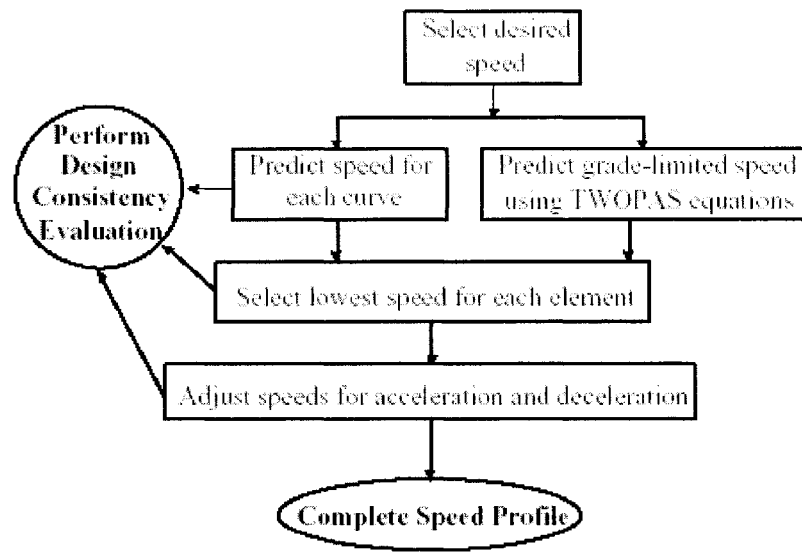 Select desired
speed
Perform
Design
Consistency
Evaluation
Predict speed for
each curve
Predict grade-limited speed
using TWOPAS equations
Select lowest speed for each element
Adjust speeds for acceleration and deceleration
Complete Speed Profile